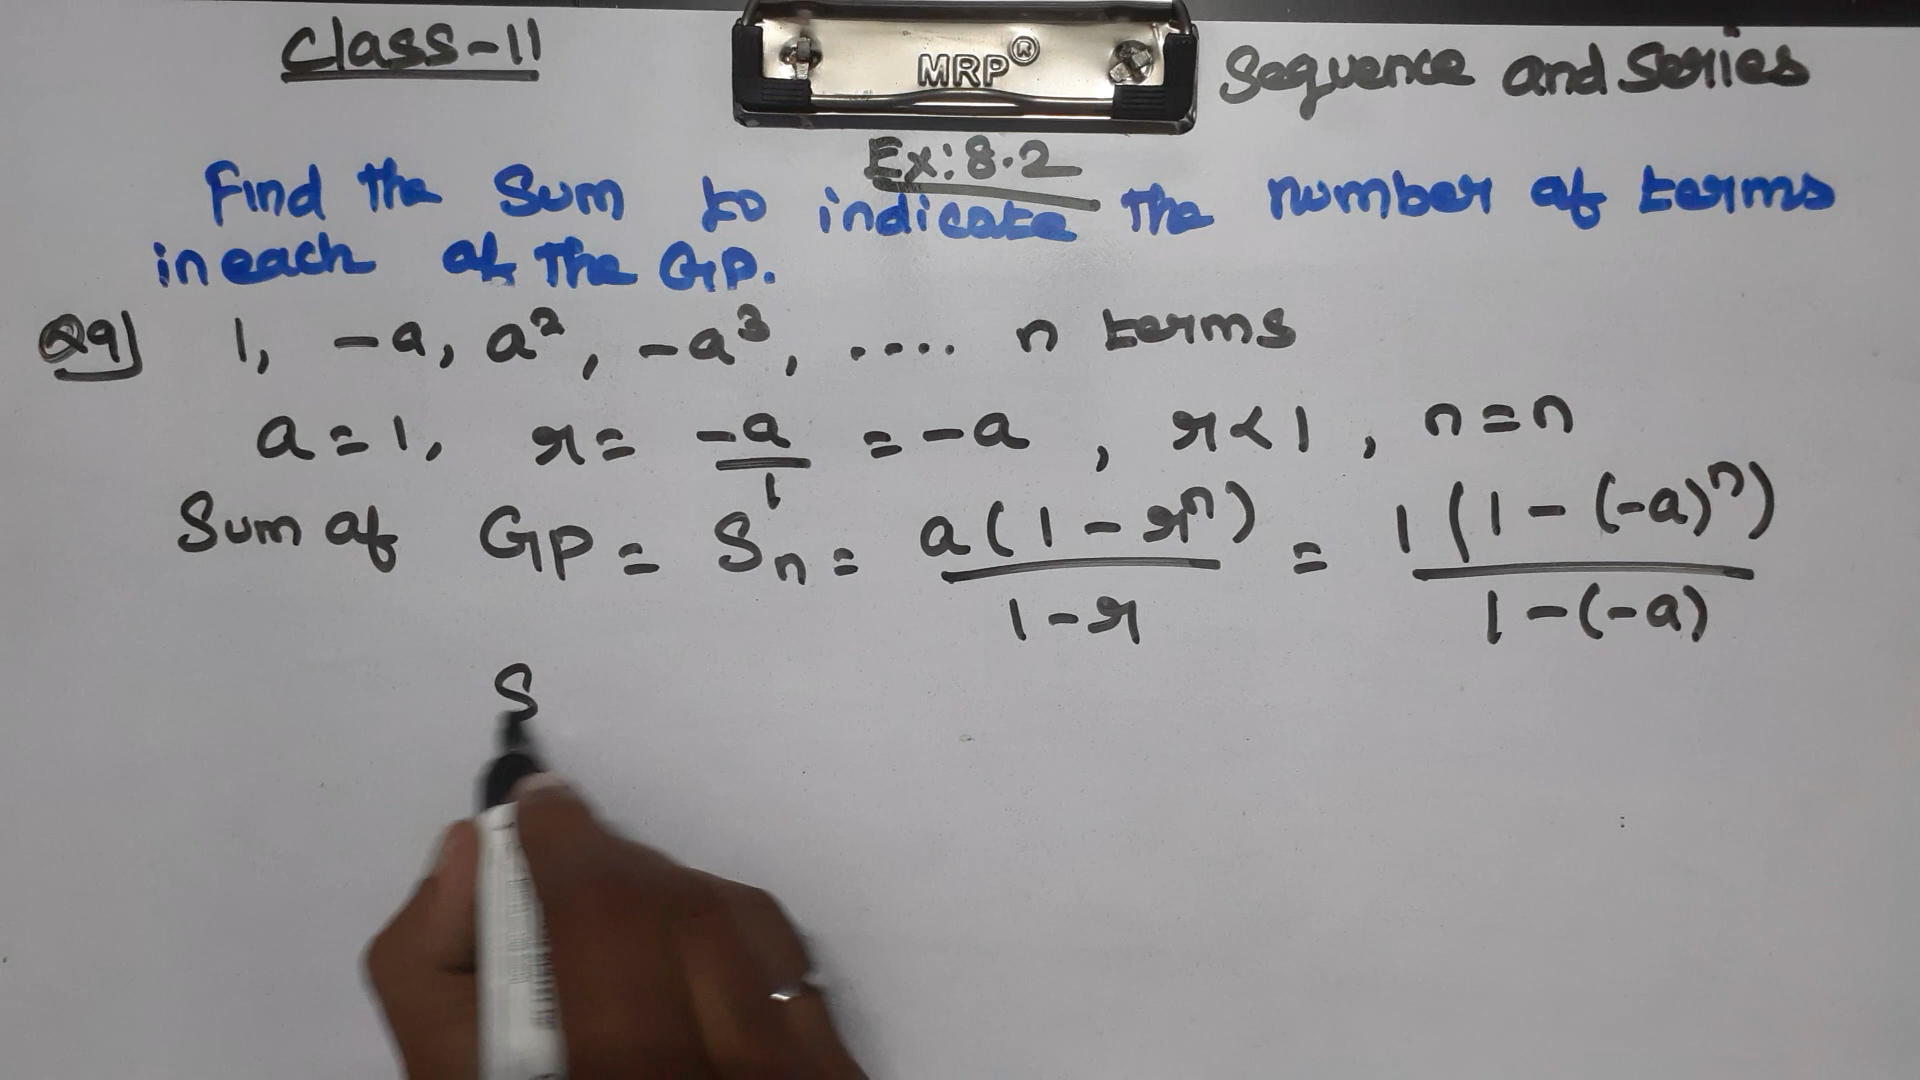 Class-11
MRP®
Sequence and Series
Ex: 8.2
Find the Sum to indicate the number of terms
in each of the GP.
Q9] 1, -a, a², -a³, .... n terms
a=1, r = -a/1 = -a, r<1, n=n
Sum of GP = Sₙ = a(1-rⁿ)/1-r = 1(1-(-a)ⁿ)/1-(-a)
S